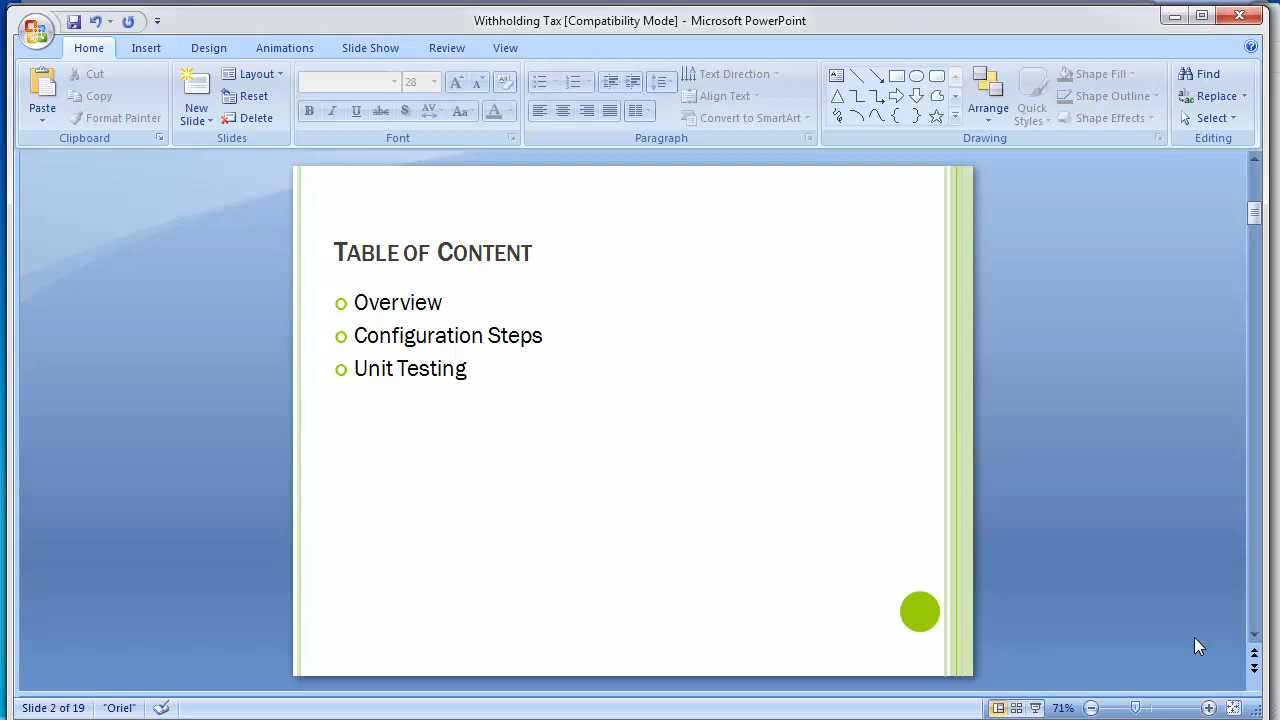 Withholding Tax [Compatibility Mode] - Microsoft PowerPoint
Home Insert Design Animations Slide Show Review View
Paste
Cut
Copy
Format Painter
Clipboard
New Slide
Layout
Reset
Delete
Slides
28
Font
Text Direction
Align Text
Convert to SmartArt
Paragraph
Arrange
Quick Styles
Shape Fill
Shape Outline
Shape Effects
Drawing
Find
Replace
Select
Editing
TABLE OF CONTENT
Overview
Configuration Steps
Unit Testing
Slide 2 of 19 "Oriel" 71%